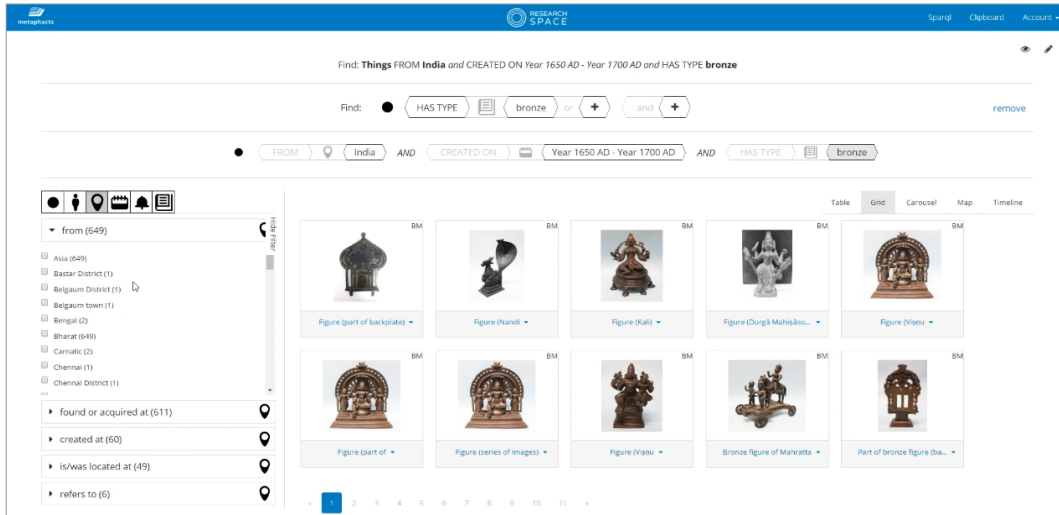 metaphacts
RESEARCH SPACE
Sparql Clipboard Account
Find: Things FROM India and CREATED ON Year 1650 AD - Year 1700 AD and HAS TYPE bronze
Find: HAS TYPE bronze or + and + remove
FROM India AND CREATED ON Year 1650 AD - Year 1700 AD AND HAS TYPE bronze
Table Grid Carousel Map Timeline
Hide Filter
from (649)
Asia (649)
Bastar District (1)
Belgaum District (1)
Belgaum town (1)
Bengal (2)
Bharat (649)
Carnatic (2)
Chennai (1)
Chennai District (1)
found or acquired at (611)
created at (60)
is/was located at (49)
refers to (6)
BM BM BM BM BM
Figure (part of backplate) Figure (Nandi Figure (Kali) Figure (Durgā Mahiṣāsu... Figure (Viṣṇu
BM BM BM BM BM
Figure (part of Figure (series of images) Figure (Viṣṇu Bronze figure of Mahratta Part of bronze figure (ba...
« 1 2 3 4 5 6 7 8 9 10 11 »